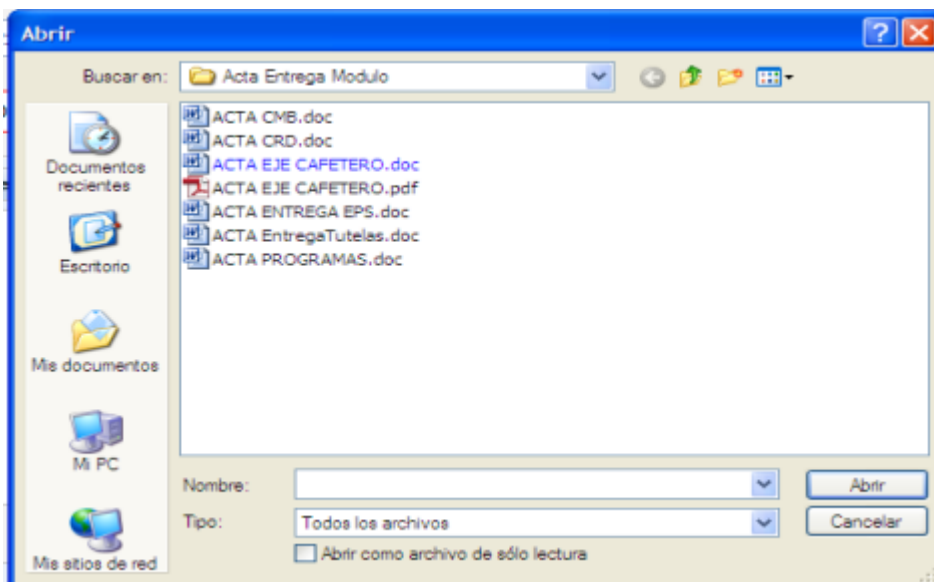 Abrir
Buscar en: Acta Entrega Modulo
ACTA CMB.doc
ACTA CRD.doc
ACTA EJE CAFETERO.doc
ACTA EJE CAFETERO.pdf
ACTA ENTREGA EPS.doc
ACTA EntregaTutelas.doc
ACTA PROGRAMAS.doc
Documentos
recientes
Escritorio
Mis documentos
Mi PC
Mis sitios de red
Nombre:
Abrir
Tipo: Todos los archivos
Cancelar
Abrir como archivo de sólo lectura